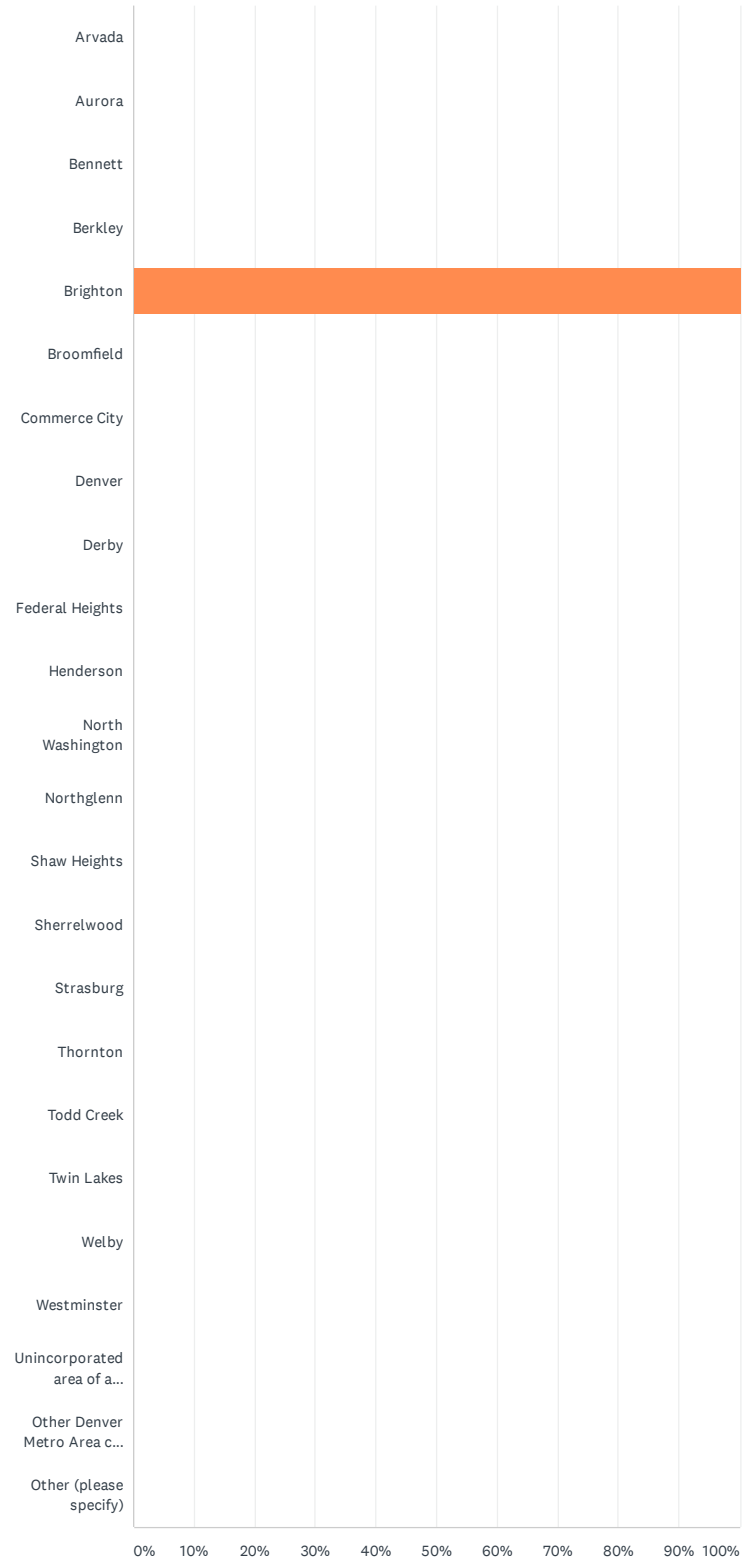 Arvada
Aurora
Bennett
Berkley
Brighton
Broomfield
Commerce City
Denver
Derby
Federal Heights
Henderson
North
Washington
Northglenn
Shaw Heights
Sherrelwood
Strasburg
Thornton
Todd Creek
Twin Lakes
Welby
Westminster
Unincorporated
area of a...
Other Denver
Metro Area c...
Other (please
specify)
0% 10% 20% 30% 40% 50% 60% 70% 80% 90% 100%